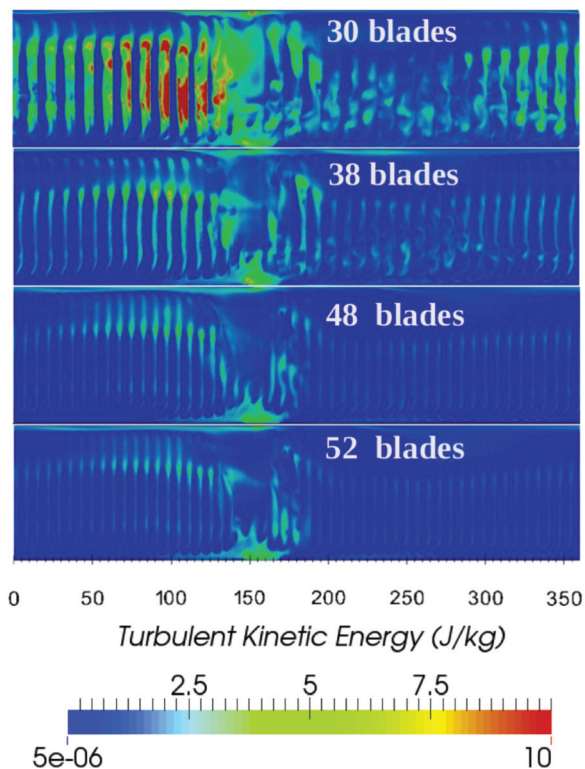 30 blades
38 blades
48 blades
52 blades
0 50 100 150 200 250 300 350
Turbulent Kinetic Energy (J/kg)
2.5 5 7.5
5e-06 10